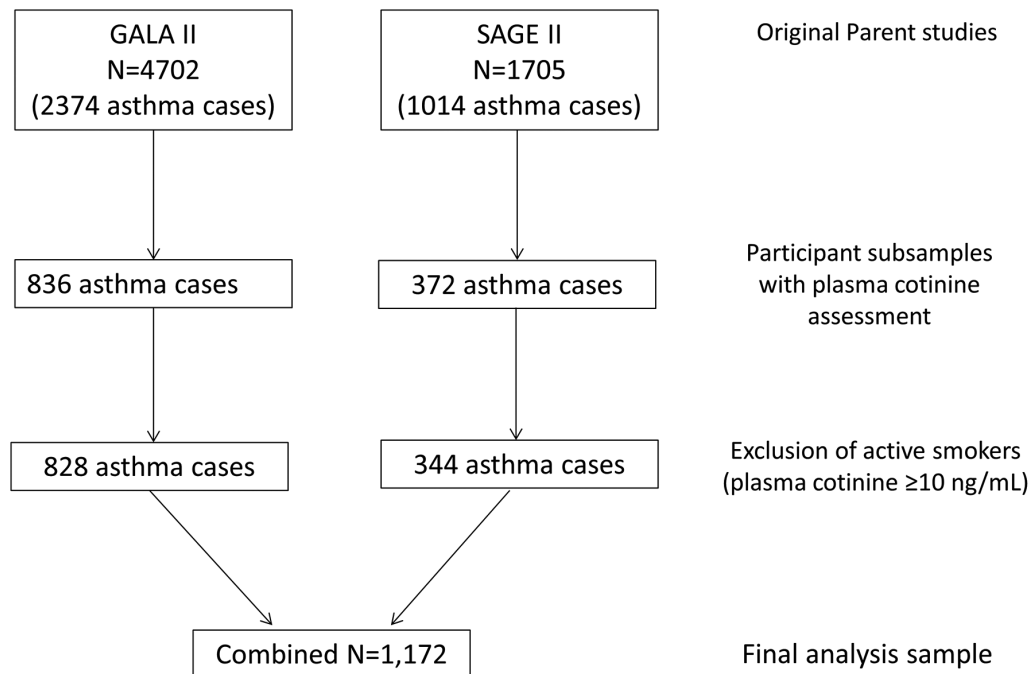 GALA II
N=4702
(2374 asthma cases)
SAGE II
N=1705
(1014 asthma cases)
Original Parent studies
836 asthma cases
372 asthma cases
Participant subsamples
with plasma cotinine
assessment
828 asthma cases
344 asthma cases
Exclusion of active smokers
(plasma cotinine ≥10 ng/mL)
Combined N=1,172
Final analysis sample